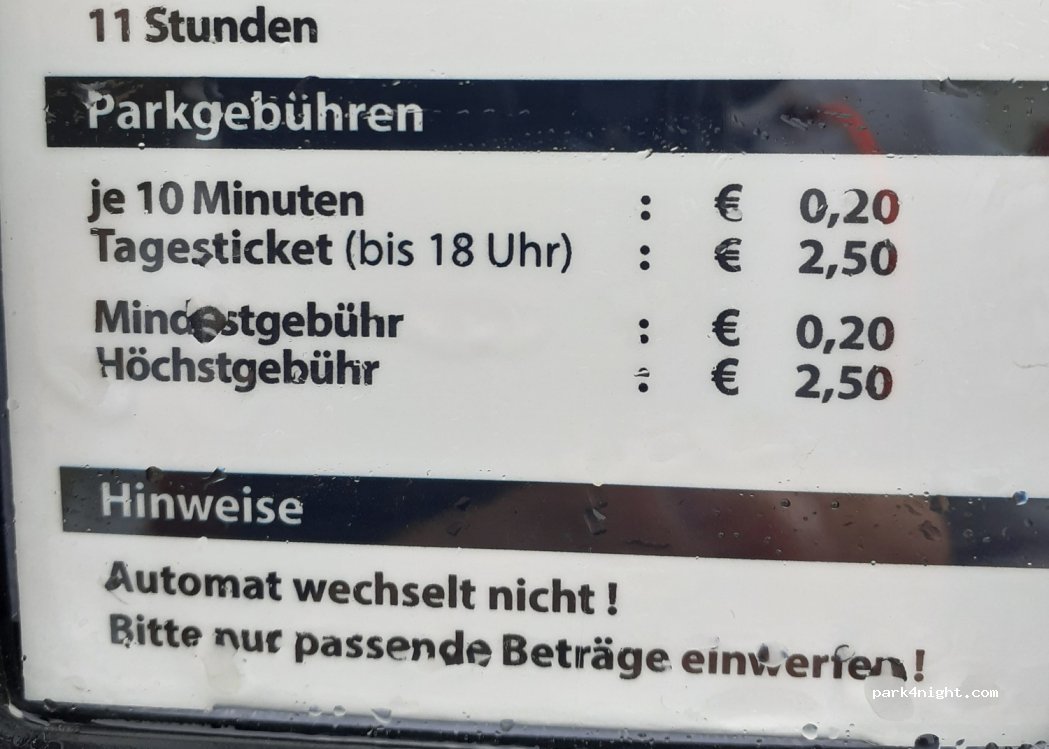 11 Stunden
Parkgebühren
je 10 Minuten : € 0,20
Tagesticket (bis 18 Uhr) : € 2,50
Mindestgebühr : € 0,20
Höchstgebühr : € 2,50
Hinweise
Automat wechselt nicht !
Bitte nur passende Beträge einwerfen !
park4night.com